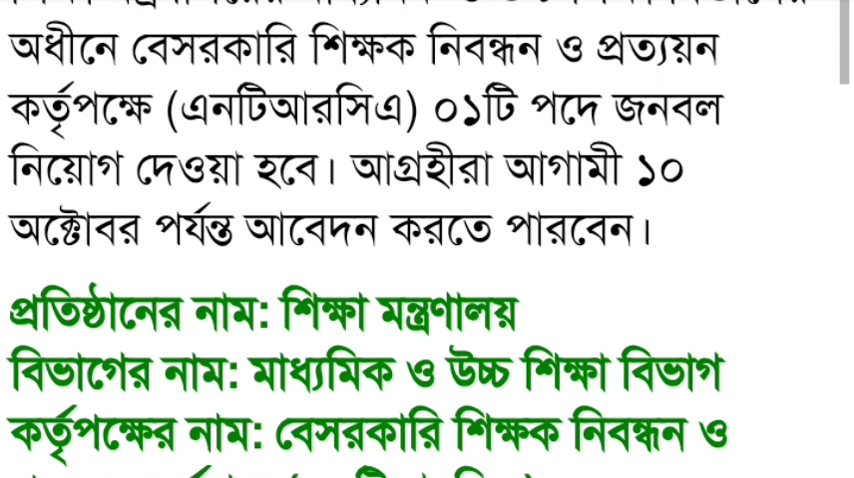 অধীনে বেসরকারি শিক্ষক নিবন্ধন ও প্রত্যয়ন
কর্তৃপক্ষে (এনটিআরসিএ) ০১টি পদে জনবল
নিয়োগ দেওয়া হবে। আগ্রহীরা আগামী ১০
অক্টোবর পর্যন্ত আবেদন করতে পারবেন।
প্রতিষ্ঠানের নাম: শিক্ষা মন্ত্রণালয়
বিভাগের নাম: মাধ্যমিক ও উচ্চ শিক্ষা বিভাগ
কর্তৃপক্ষের নাম: বেসরকারি শিক্ষক নিবন্ধন ও